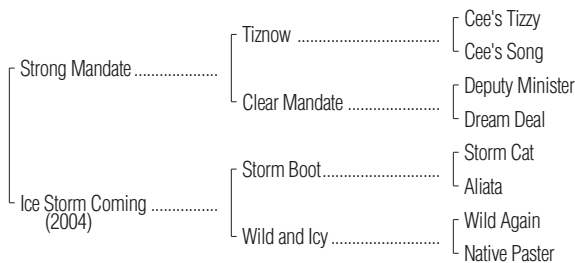 Cee's Tizzy
Tiznow ........................................
Cee's Song
Strong Mandate ......................
Deputy Minister
Clear Mandate ..........................
Dream Deal
Storm Cat
Storm Boot................................
Aliata
Ice Storm Coming ..................
(2004)
Wild Again
Wild and Icy ..............................
Native Paster